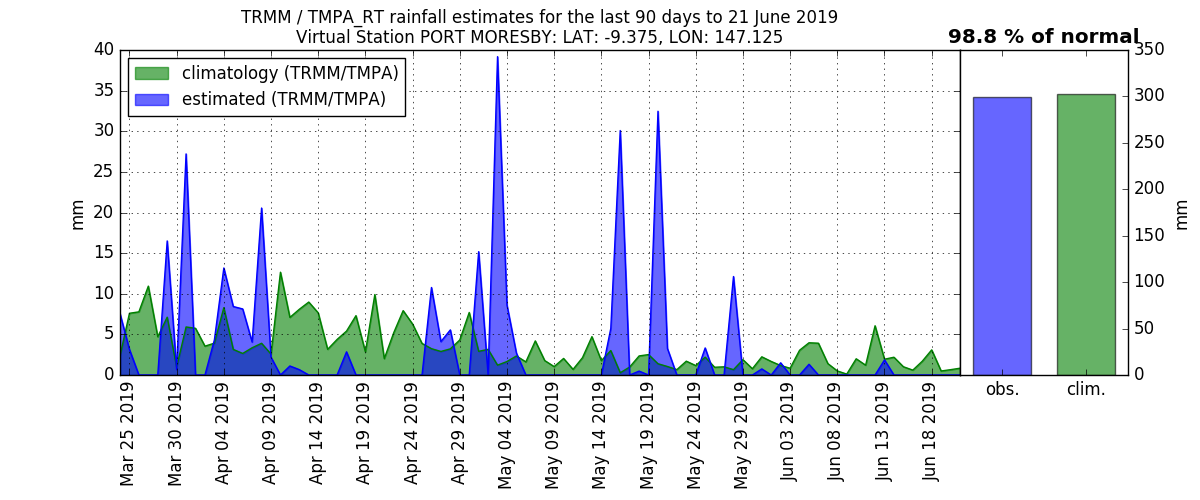 TRMM / TMPA_RT rainfall estimates for the last 90 days to 21 June 2019
Virtual Station PORT MORESBY: LAT: -9.375, LON: 147.125
98.8 % of normal
climatology (TRMM/TMPA)
estimated (TRMM/TMPA)
40
35
30
25
20
15
10
5
0
mm
Mar 25 2019
Mar 30 2019
Apr 04 2019
Apr 09 2019
Apr 14 2019
Apr 19 2019
Apr 24 2019
Apr 29 2019
May 04 2019
May 09 2019
May 14 2019
May 19 2019
May 24 2019
May 29 2019
Jun 03 2019
Jun 08 2019
Jun 13 2019
Jun 18 2019
350
300
250
200
150
100
50
0
mm
obs.
clim.